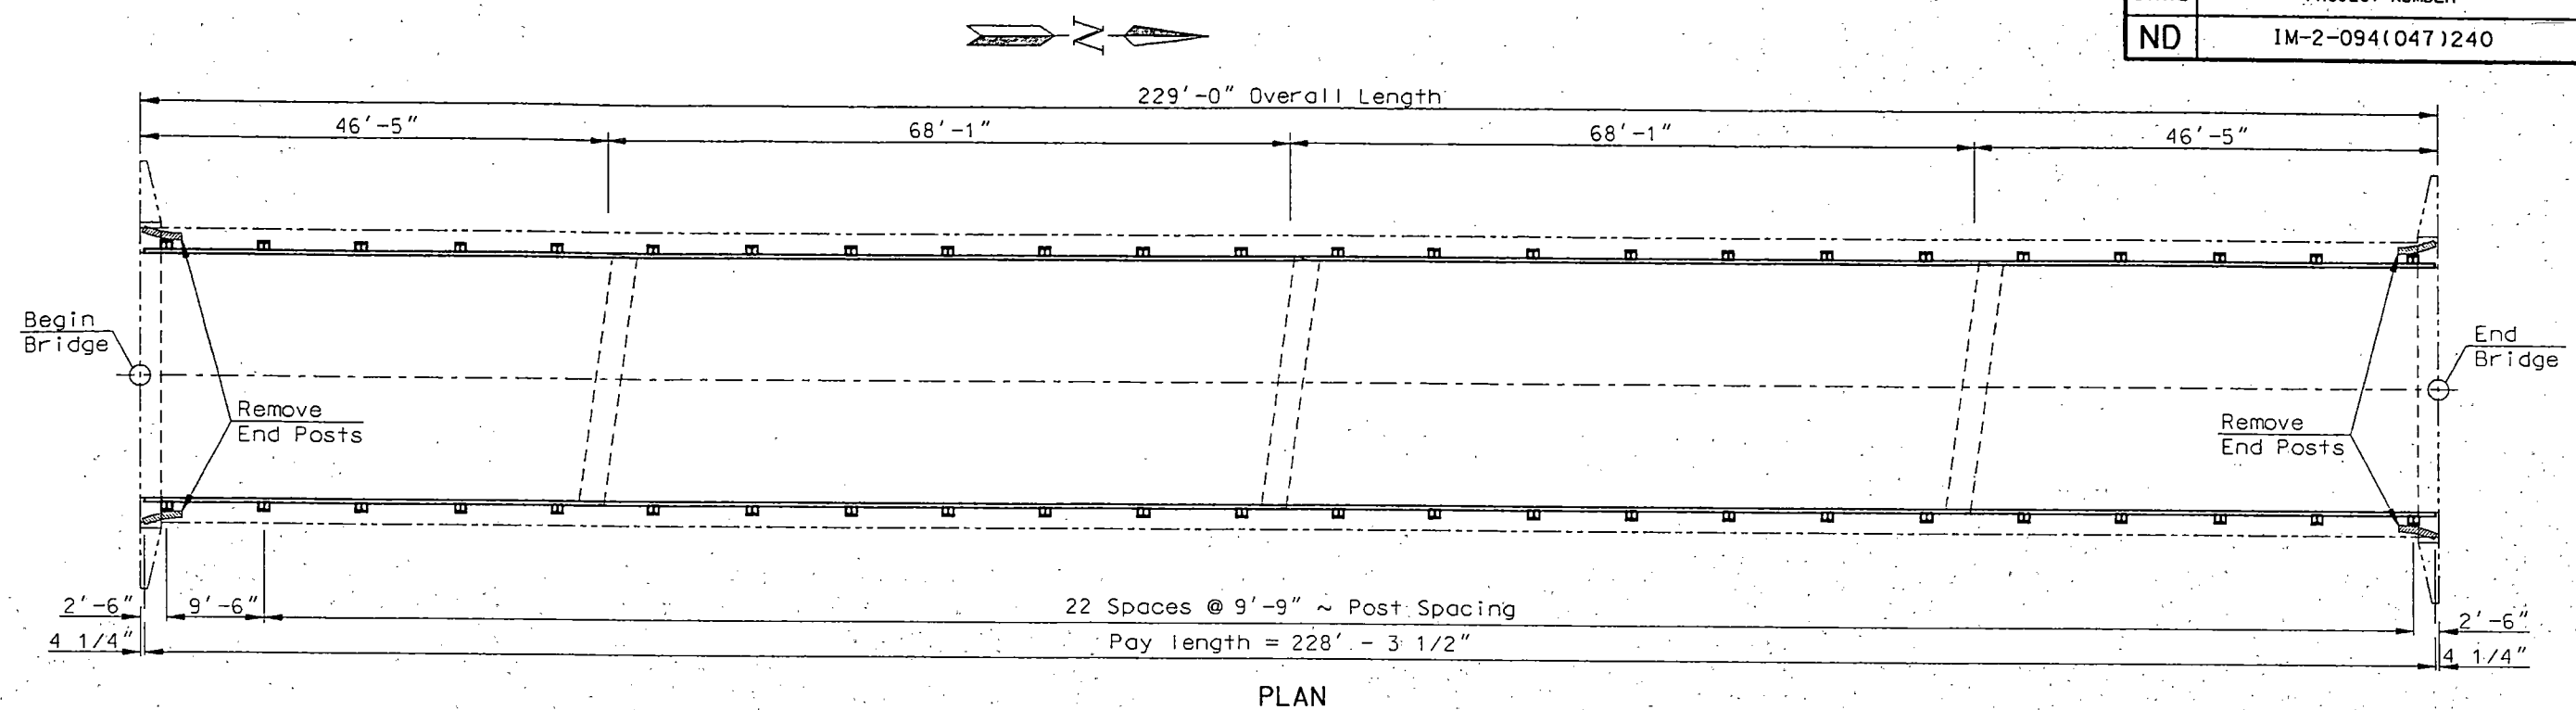 N
ND IM-2-094(047)240
229'-0" Overall Length
46'-5" 68'-1" 68'-1" 46'-5"
Begin
Bridge
End
Bridge
Remove
End Posts
Remove
End Posts
2'-6" 9'-6" 22 Spaces @ 9'-9" ~ Post Spacing 2'-6"
4 1/4" Pay length = 228' - 3 1/2" 4 1/4"
PLAN